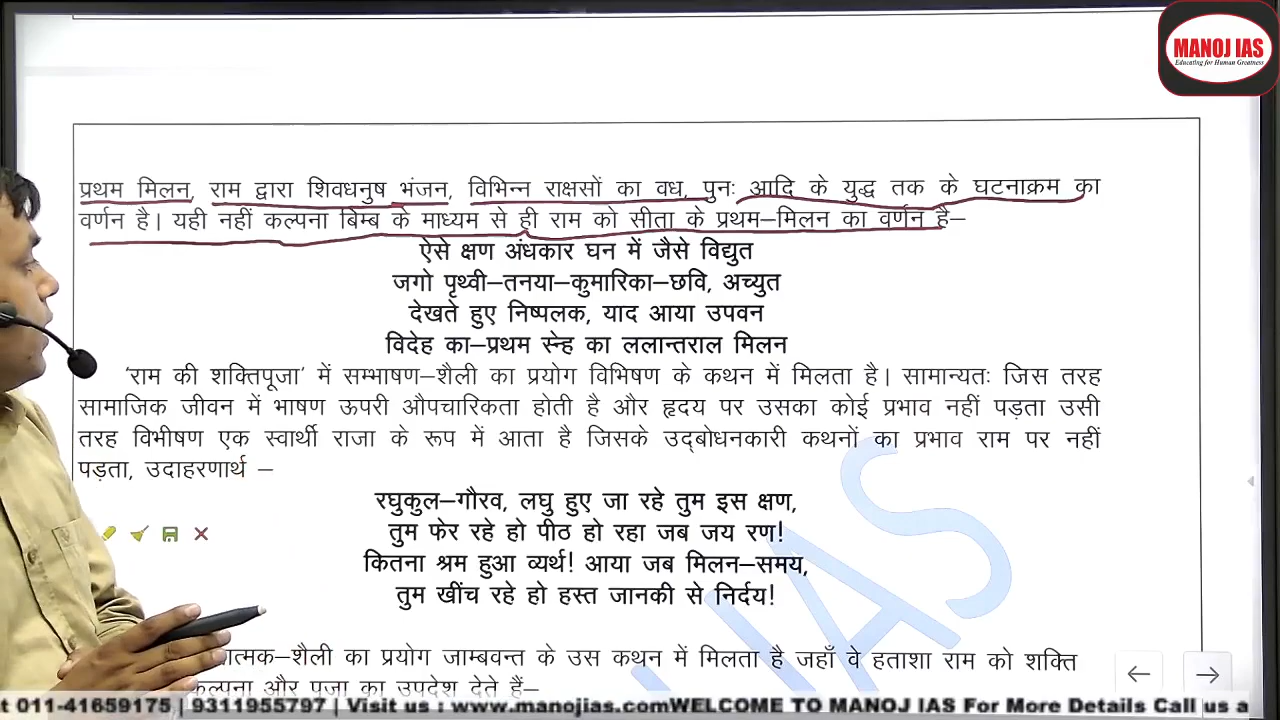 MANOJ IAS
Educating for Human Greatness
प्रथम मिलन, राम द्वारा शिवधनुष भंजन, विभिन्न राक्षसों का वध, पुनः आदि के युद्ध तक के घटनाक्रम का
वर्णन है। यही नहीं कल्पना बिम्ब के माध्यम से ही राम को सीता के प्रथम–मिलन का वर्णन है–
ऐसे क्षण अंधकार घन में जैसे विद्युत
जगो पृथ्वी–तनया–कुमारिका–छवि, अच्युत
देखते हुए निष्पलक, याद आया उपवन
विदेह का–प्रथम स्नेह का ललान्तराल मिलन
'राम की शक्तिपूजा' में सम्भाषण–शैली का प्रयोग विभिषण के कथन में मिलता है। सामान्यतः जिस तरह
सामाजिक जीवन में भाषण ऊपरी औपचारिकता होती है और हृदय पर उसका कोई प्रभाव नहीं पड़ता उसी
तरह विभीषण एक स्वार्थी राजा के रूप में आता है जिसके उद्बोधनकारी कथनों का प्रभाव राम पर नहीं
पड़ता, उदाहरणार्थ –
रघुकुल–गौरव, लघु हुए जा रहे तुम इस क्षण,
तुम फेर रहे हो पीठ हो रहा जब जय रण!
कितना श्रम हुआ व्यर्थ! आया जब मिलन–समय,
तुम खींच रहे हो हस्त जानकी से निर्दय!
त्मक–शैली का प्रयोग जाम्बवन्त के उस कथन में मिलता है जहाँ वे हताशा राम को शक्ति
कल्पना और पूजा का उपदेश देते हैं–
IAS
t 011-41659175 | 9311955797 | Visit us : www.manojias.comWELCOME TO MANOJ IAS For More Details Call us a